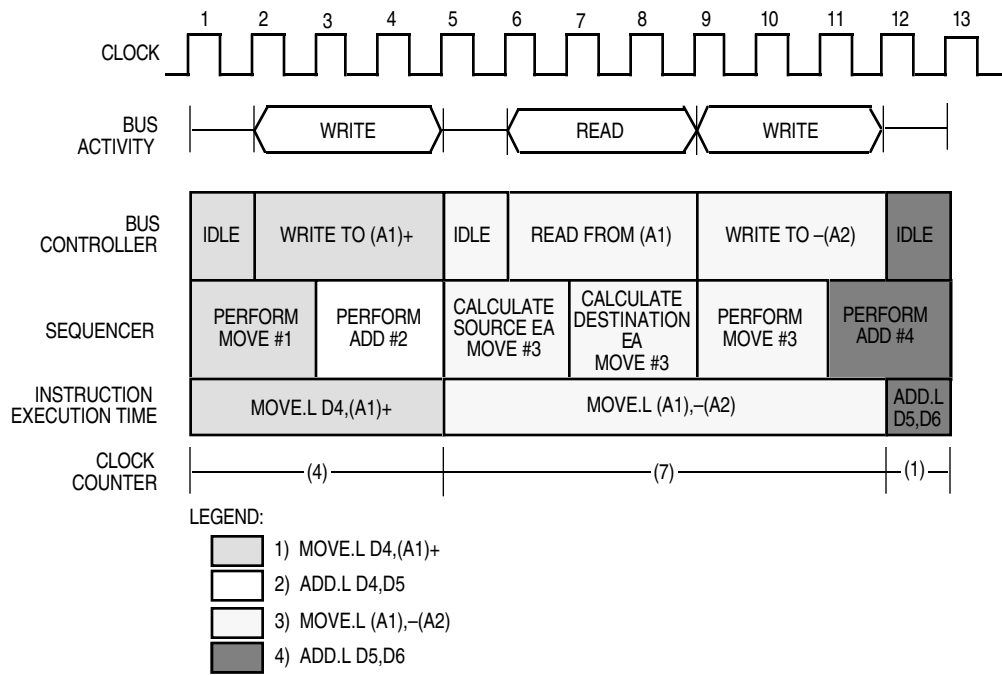 1 2 3 4 5 6 7 8 9 10 11 12 13
CLOCK
BUS
ACTIVITY
WRITE
READ
WRITE
BUS
CONTROLLER
IDLE
WRITE TO (A1)+
IDLE
READ FROM (A1)
WRITE TO –(A2)
IDLE
SEQUENCER
PERFORM
MOVE #1
PERFORM
ADD #2
CALCULATE
SOURCE EA
MOVE #3
CALCULATE
DESTINATION
EA
MOVE #3
PERFORM
MOVE #3
PERFORM
ADD #4
INSTRUCTION
EXECUTION TIME
MOVE.L D4,(A1)+
MOVE.L (A1),–(A2)
ADD.L
D5,D6
CLOCK
COUNTER
(4)
(7)
(1)
LEGEND:
1) MOVE.L D4,(A1)+
2) ADD.L D4,D5
3) MOVE.L (A1),–(A2)
4) ADD.L D5,D6